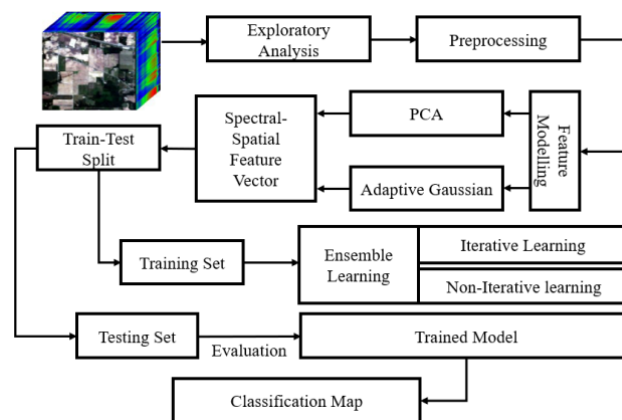 Exploratory
Analysis
Preprocessing
Feature
Modelling
PCA
Adaptive Gaussian
Spectral-
Spatial
Feature
Vector
Train-Test
Split
Training Set
Ensemble
Learning
Iterative Learning
Non-Iterative learning
Testing Set
Evaluation
Trained Model
Classification Map